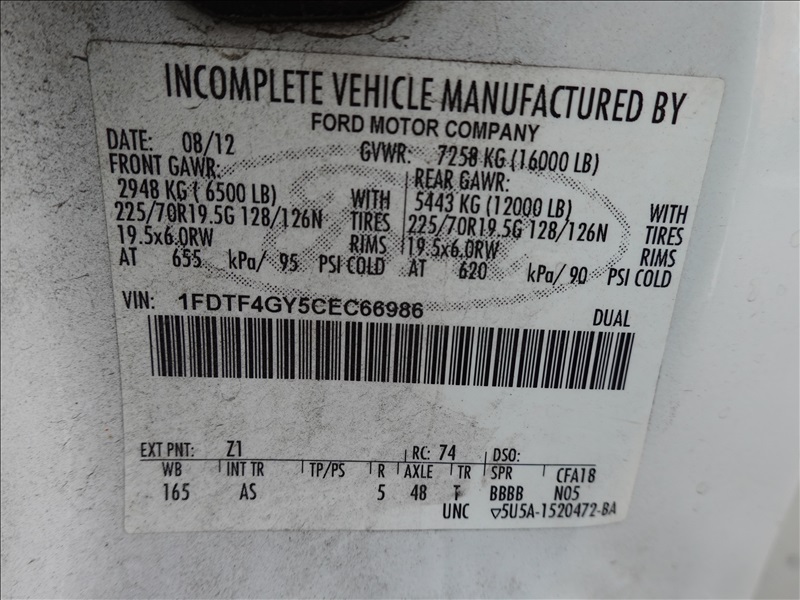 INCOMPLETE VEHICLE MANUFACTURED BY
FORD MOTOR COMPANY
DATE: 08/12 GVWR: 7258 KG (16000 LB)
FRONT GAWR: REAR GAWR:
2948 KG ( 6500 LB) WITH 5443 KG (12000 LB) WITH
225/70R19.5G 128/126N TIRES 225/70R19.5G 128/126N TIRES
19.5x6.0RW RIMS 19.5x6.0RW RIMS
AT 655 kPa/ 95 PSI COLD AT 620 kPa/ 90 PSI COLD
VIN: 1FDTF4GY5CEC66986 DUAL
EXT PNT: Z1 RC: 74 DSO:
WB INT TR TP/PS R AXLE TR SPR CFA18
165 AS 5 48 T BBBB N05
UNC ▽5U5A-1520472-BA